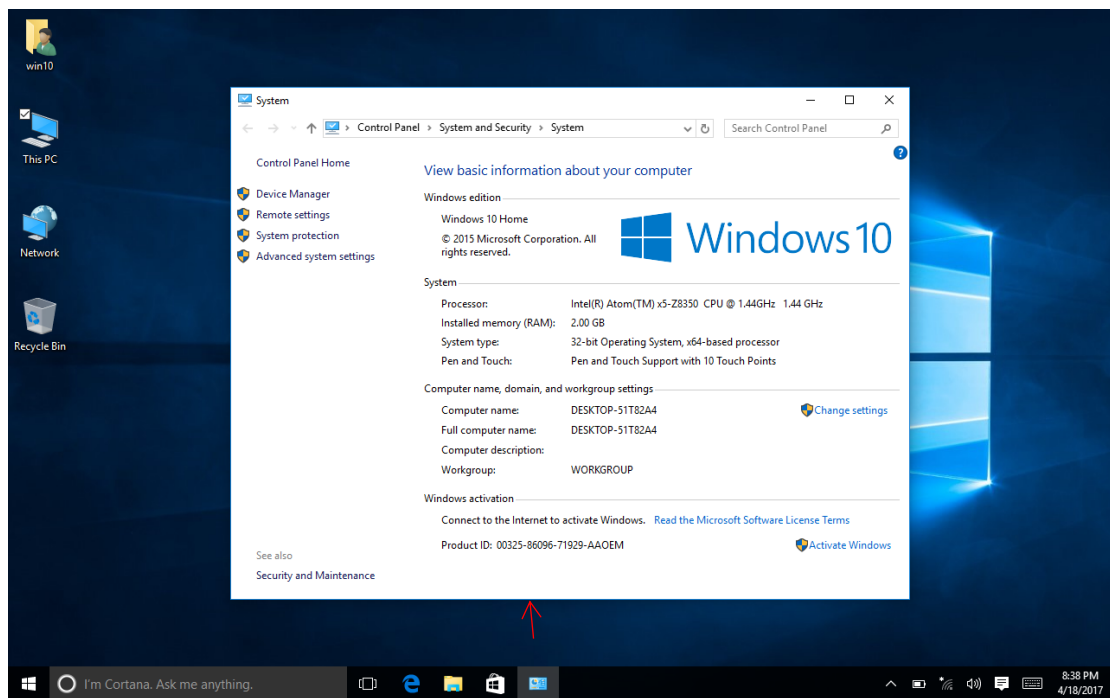 win10
This PC
Network
Recycle Bin
System
Control Panel > System and Security > System
Search Control Panel
?
Control Panel Home
Device Manager
Remote settings
System protection
Advanced system settings
See also
Security and Maintenance
View basic information about your computer
Windows edition
Windows 10 Home
© 2015 Microsoft Corporation. All
rights reserved.
Windows 10
System
Processor: Intel(R) Atom(TM) x5-Z8350 CPU @ 1.44GHz 1.44 GHz
Installed memory (RAM): 2.00 GB
System type: 32-bit Operating System, x64-based processor
Pen and Touch: Pen and Touch Support with 10 Touch Points
Computer name, domain, and workgroup settings
Computer name: DESKTOP-51T82A4 Change settings
Full computer name: DESKTOP-51T82A4
Computer description:
Workgroup: WORKGROUP
Windows activation
Connect to the Internet to activate Windows. Read the Microsoft Software License Terms
Product ID: 00325-86096-71929-AAOEM Activate Windows
I'm Cortana. Ask me anything.
8:38 PM
4/18/2017